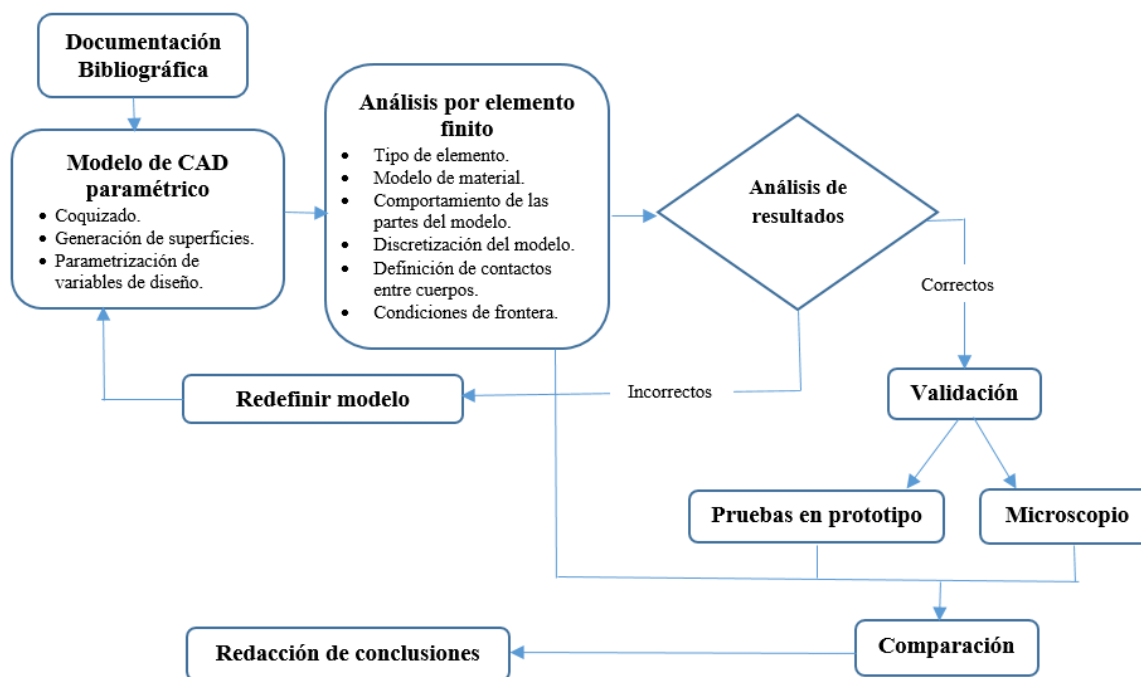 Documentación
Bibliográfica
Modelo de CAD
paramétrico
• Coquizado.
• Generación de superficies.
• Parametrización de
variables de diseño.
Análisis por elemento
finito
• Tipo de elemento.
• Modelo de material.
• Comportamiento de las
partes del modelo.
• Discretización del modelo.
• Definición de contactos
entre cuerpos.
• Condiciones de frontera.
Análisis de
resultados
Correctos
Incorrectos
Redefinir modelo
Validación
Pruebas en prototipo
Microscopio
Comparación
Redacción de conclusiones